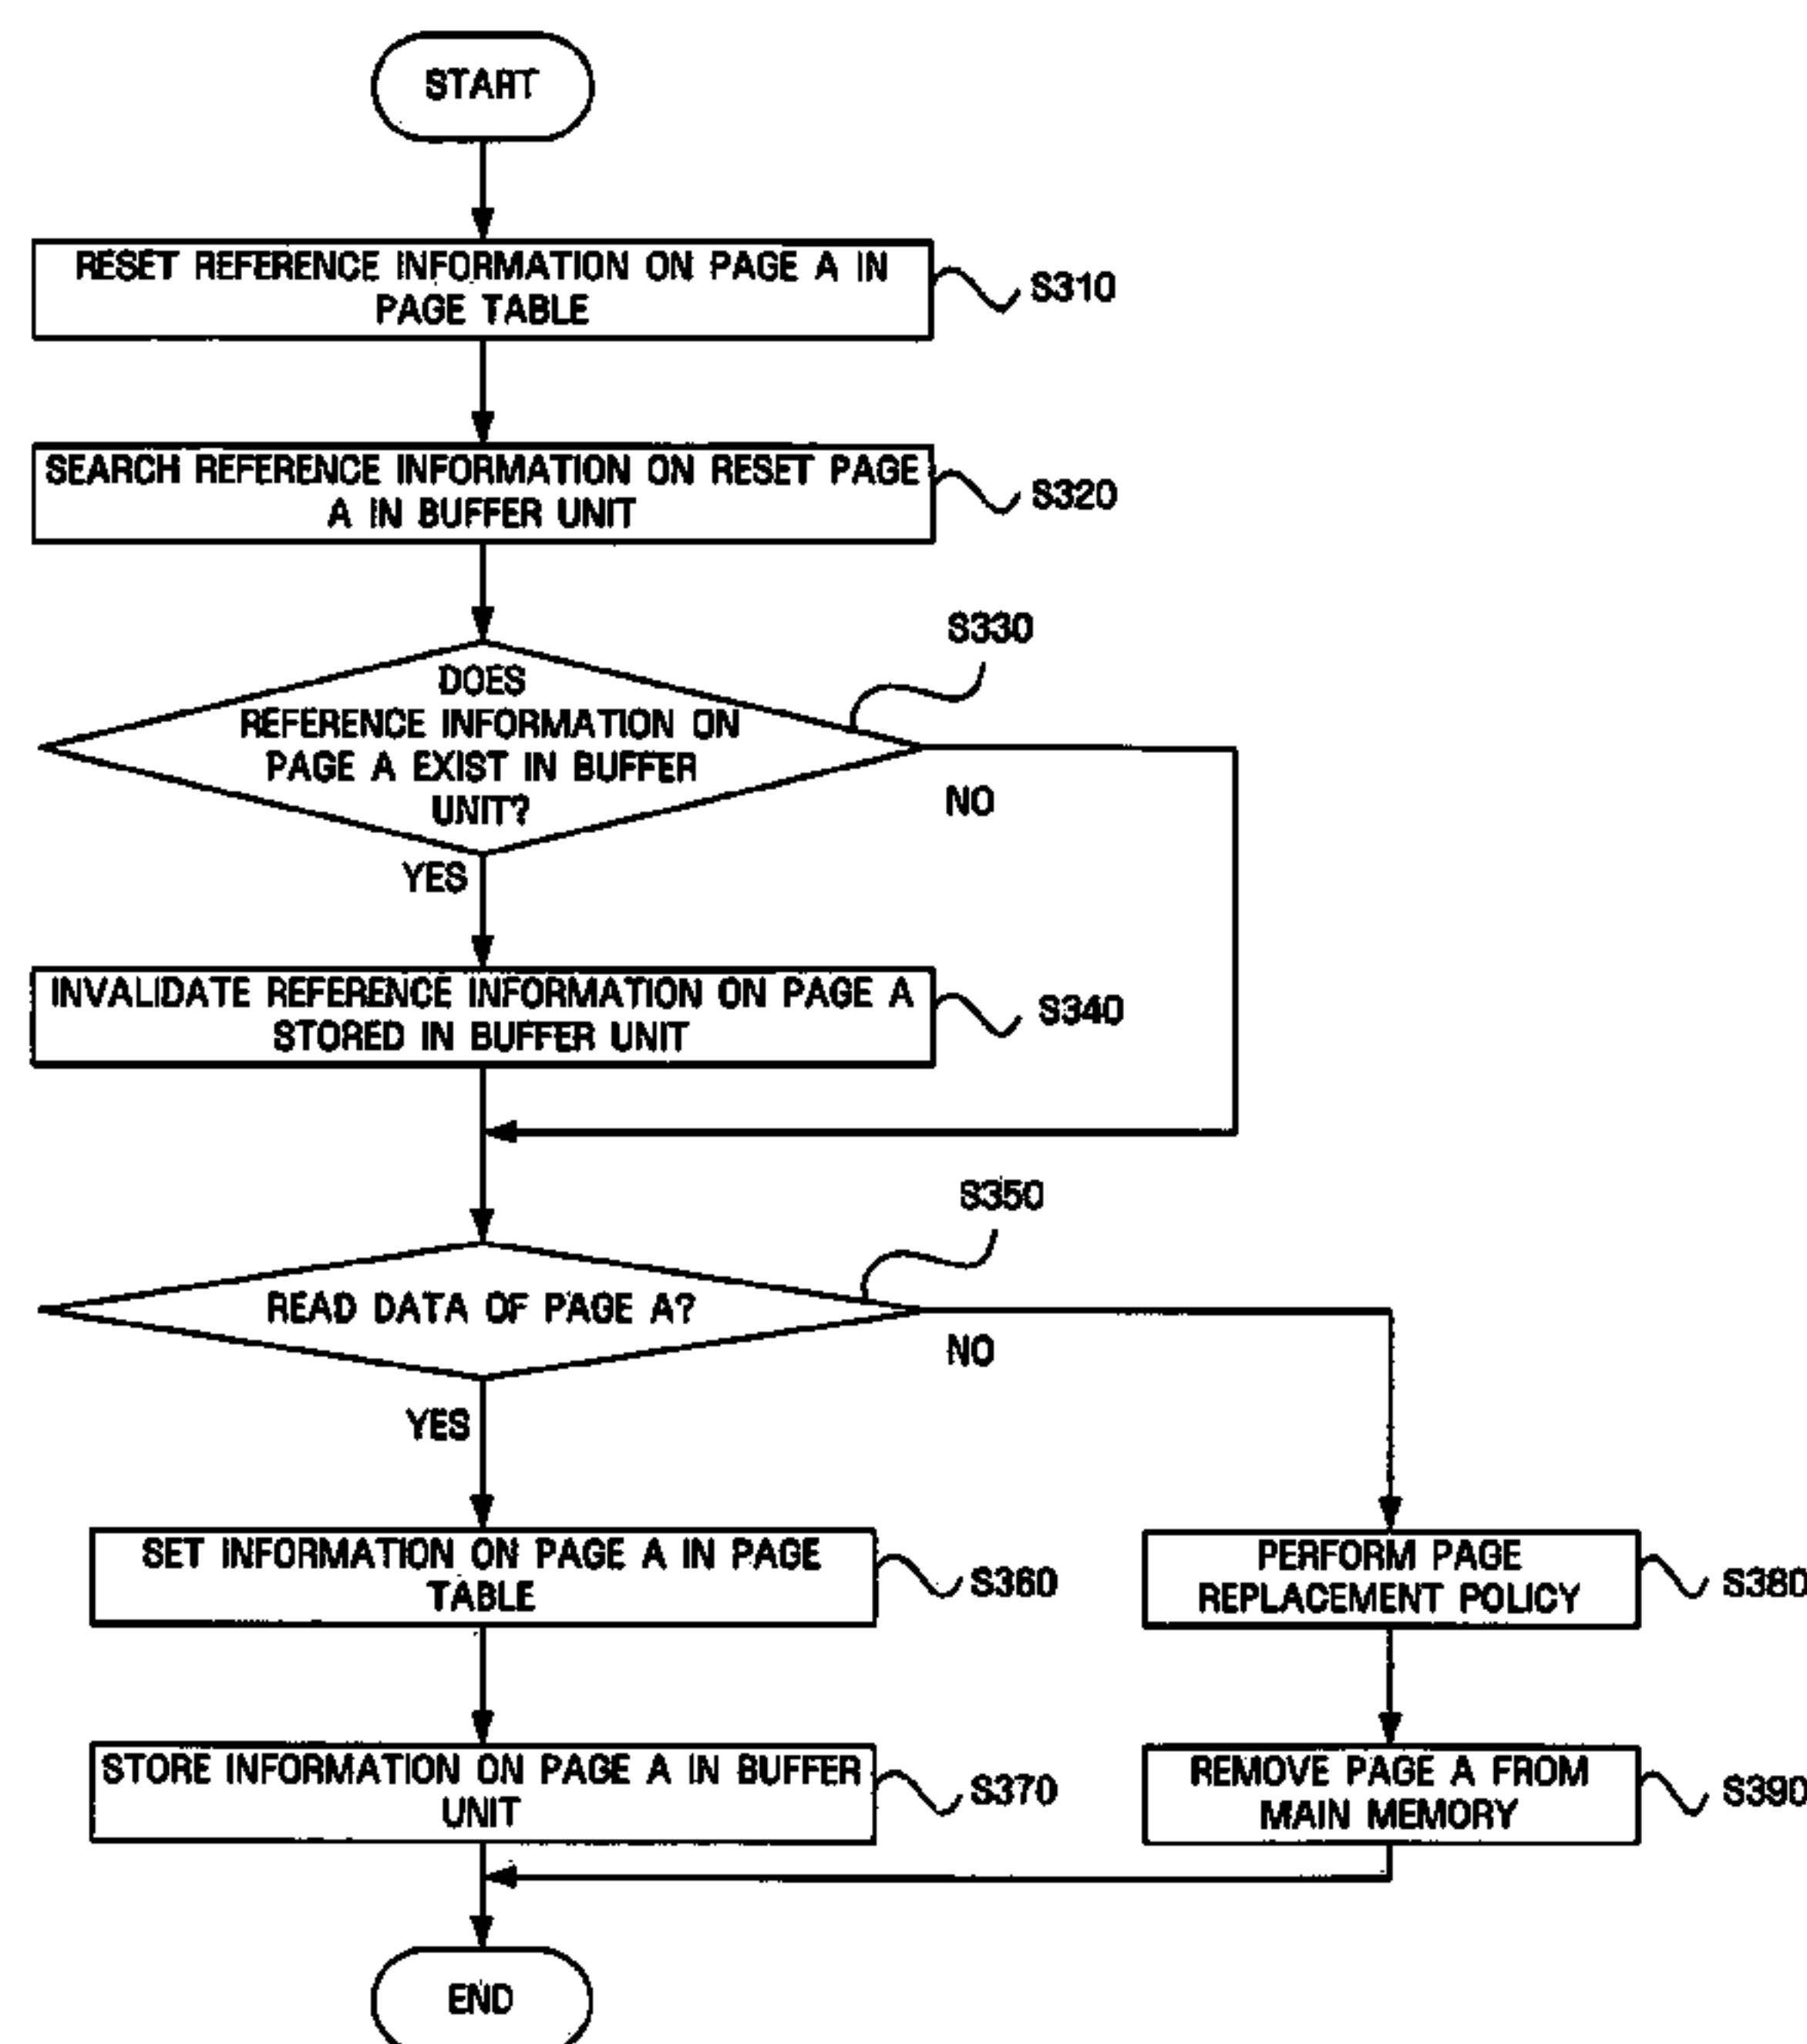 START
RESET REFERENCE INFORMATION ON PAGE A IN
PAGE TABLE
S310
SEARCH REFERENCE INFORMATION ON RESET PAGE
A IN BUFFER UNIT
S320
S330
DOES
REFERENCE INFORMATION ON
PAGE A EXIST IN BUFFER
UNIT?
NO
YES
INVALIDATE REFERENCE INFORMATION ON PAGE A
STORED IN BUFFER UNIT
S340
S350
READ DATA OF PAGE A?
NO
YES
SET INFORMATION ON PAGE A IN PAGE
TABLE
S360
PERFORM PAGE
REPLACEMENT POLICY
S380
STORE INFORMATION ON PAGE A IN BUFFER
UNIT
S370
REMOVE PAGE A FROM
MAIN MEMORY
S390
END